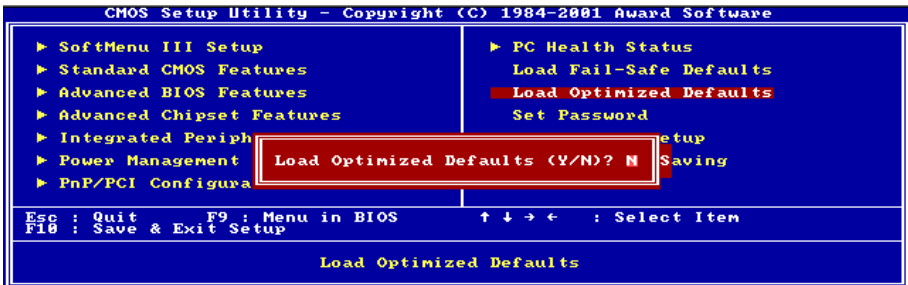 CMOS Setup Utility – Copyright (C) 1984–2001 Award Software
▶ SoftMenu III Setup
▶ Standard CMOS Features
▶ Advanced BIOS Features
▶ Advanced Chipset Features
▶ Integrated Periph
▶ Power Management
▶ PnP/PCI Configura
▶ PC Health Status
Load Fail-Safe Defaults
Load Optimized Defaults
Set Password
etup
Saving
Load Optimized Defaults (Y/N)? N
Esc : Quit F9 : Menu in BIOS ↑ ↓ → ← : Select Item
F10 : Save & Exit Setup
Load Optimized Defaults